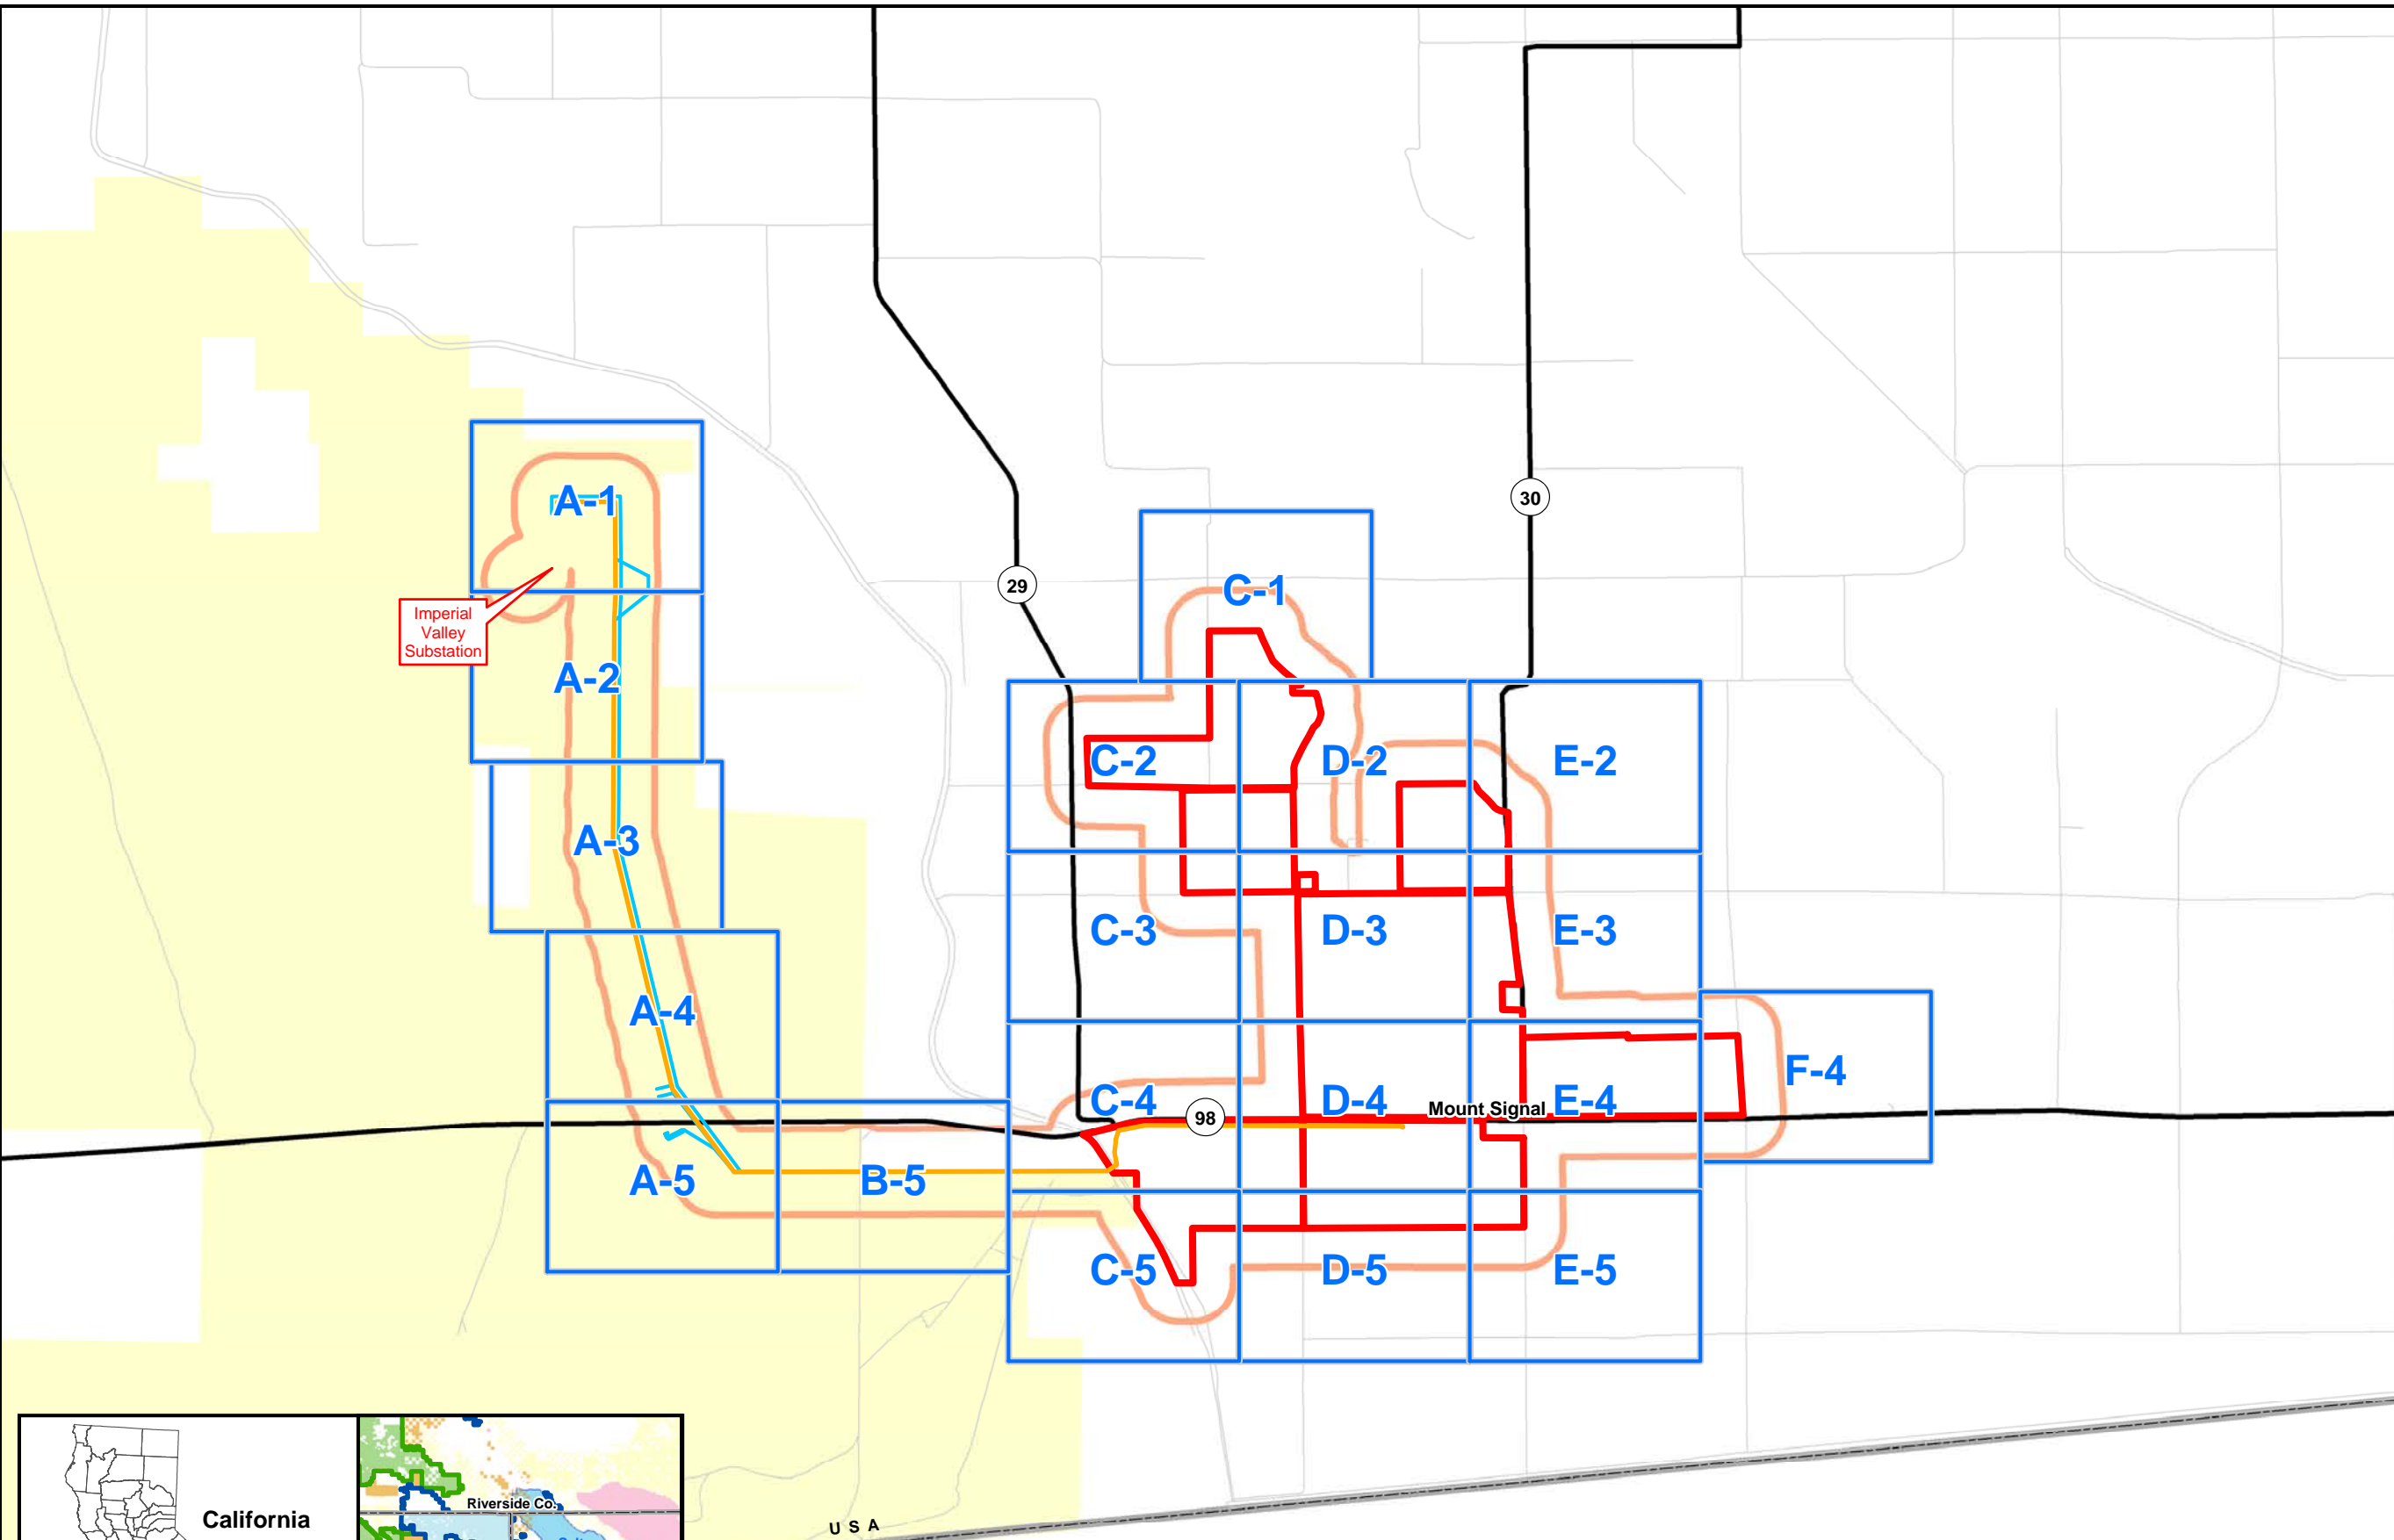 A-1
30
29
C-1
Imperial
Valley
Substation
A-2
C-2
D-2
E-2
A-3
C-3
D-3
E-3
A-4
F-4
C-4
D-4
E-4
Mount Signal
98
A-5
B-5
C-5
D-5
E-5
California
Riverside Co.
USA